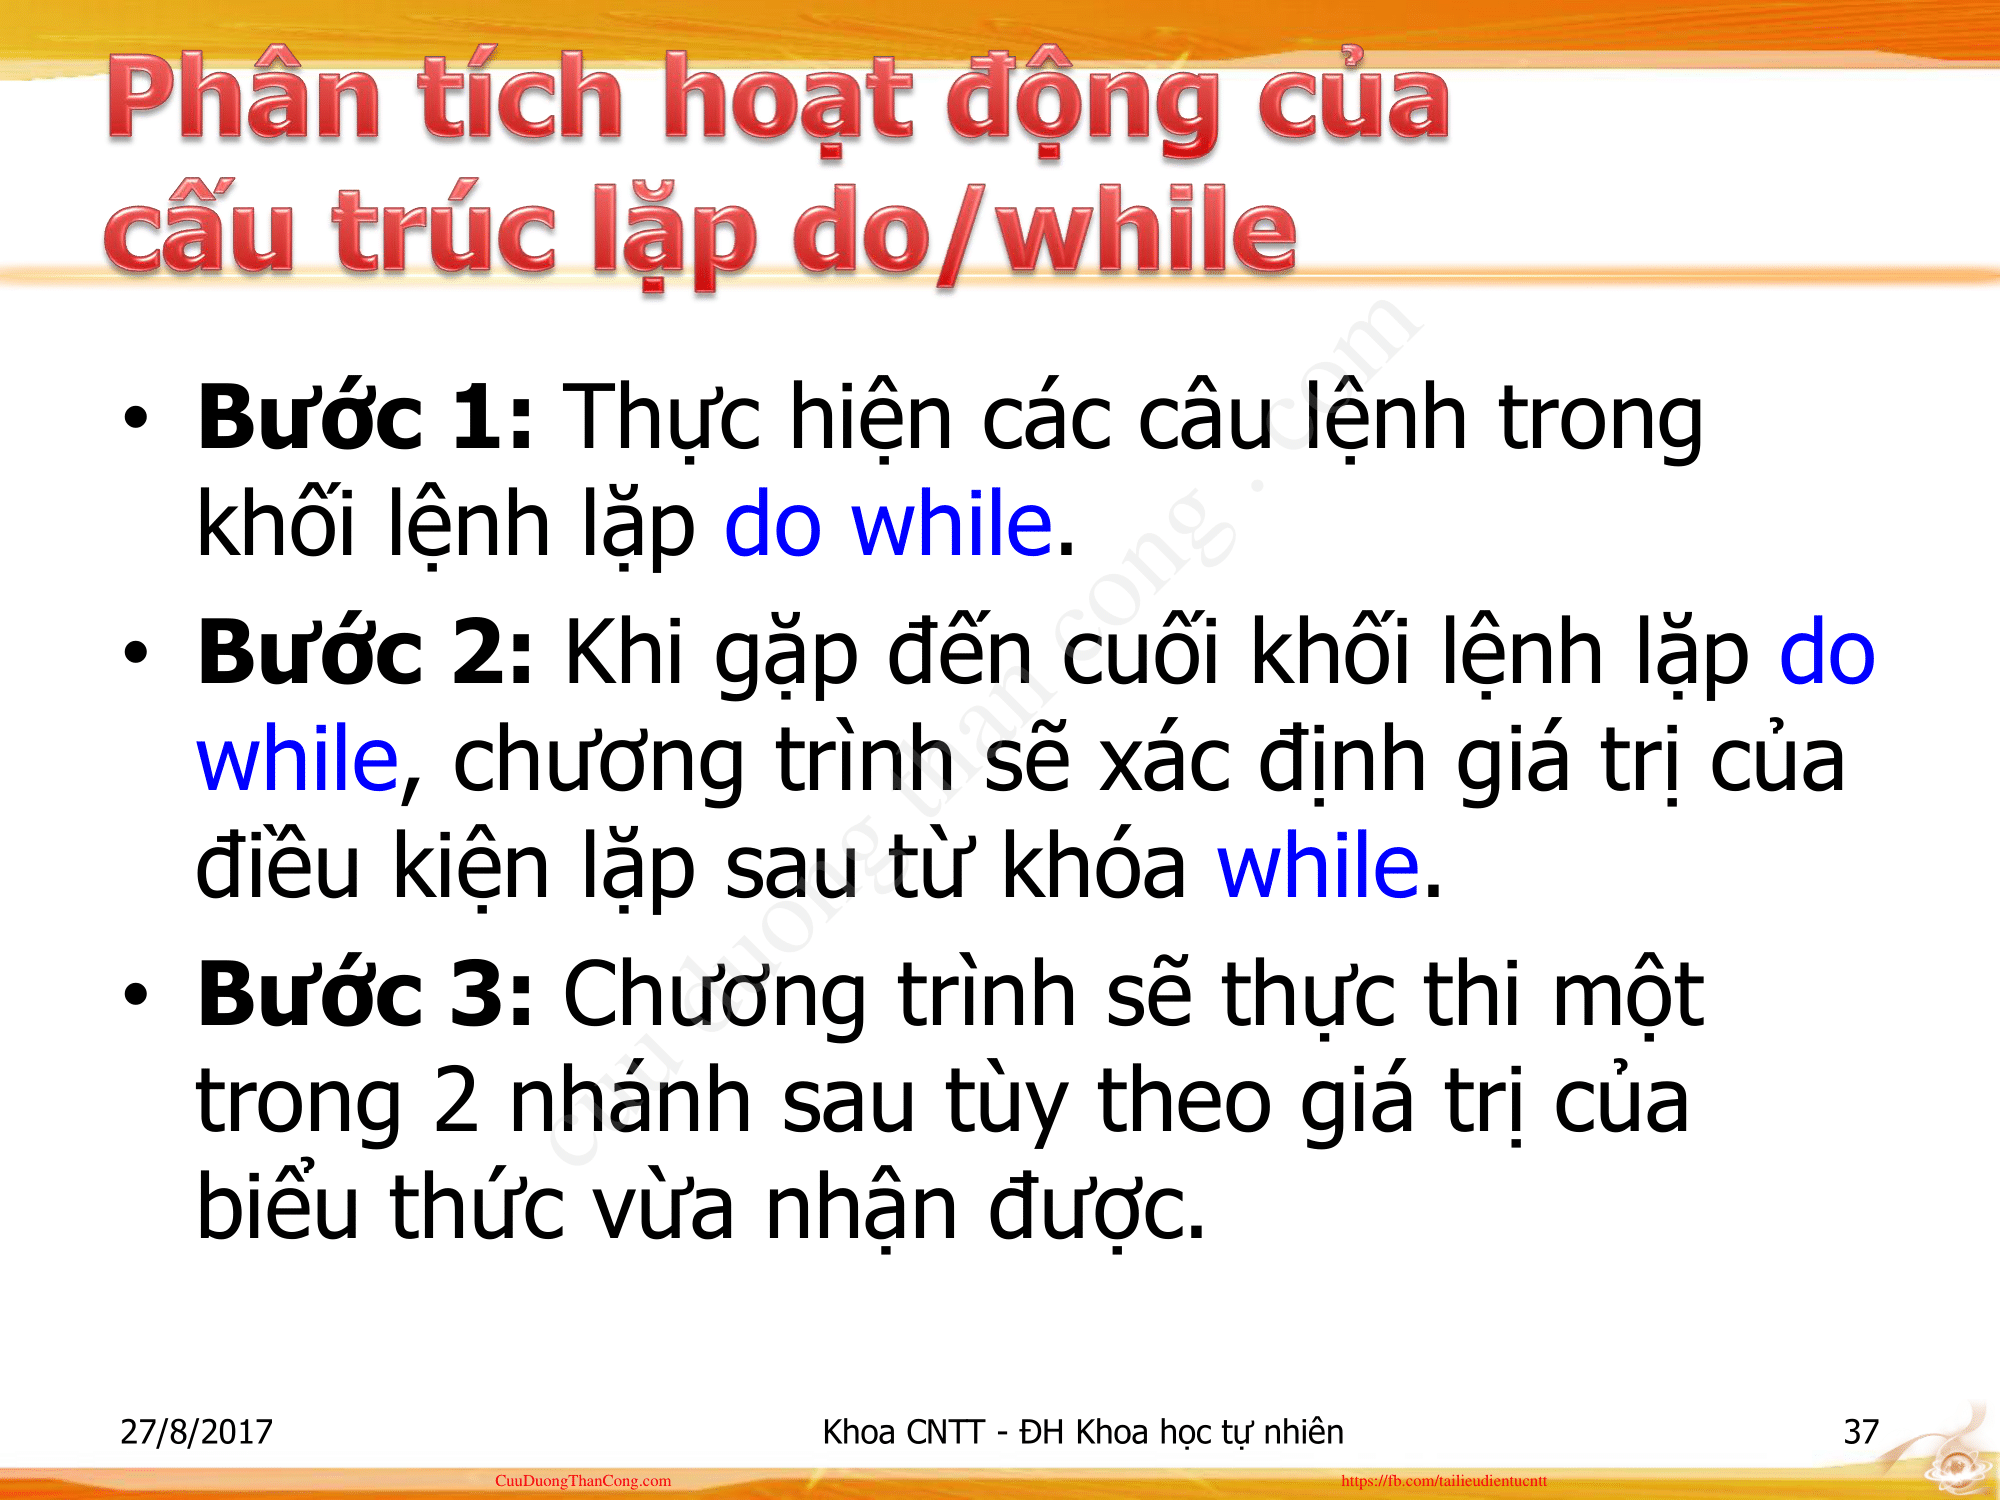 Phân tích hoạt động của
cấu trúc lặp do/while
• Bước 1: Thực hiện các câu lệnh trong
khối lệnh lặp do while.
• Bước 2: Khi gặp đến cuối khối lệnh lặp do
while, chương trình sẽ xác định giá trị của
điều kiện lặp sau từ khóa while.
• Bước 3: Chương trình sẽ thực thi một
trong 2 nhánh sau tùy theo giá trị của
biểu thức vừa nhận được.
cuu duong than cong . com
27/8/2017 Khoa CNTT - ĐH Khoa học tự nhiên 37
CuuDuongThanCong.com https://fb.com/tailieudientucntt